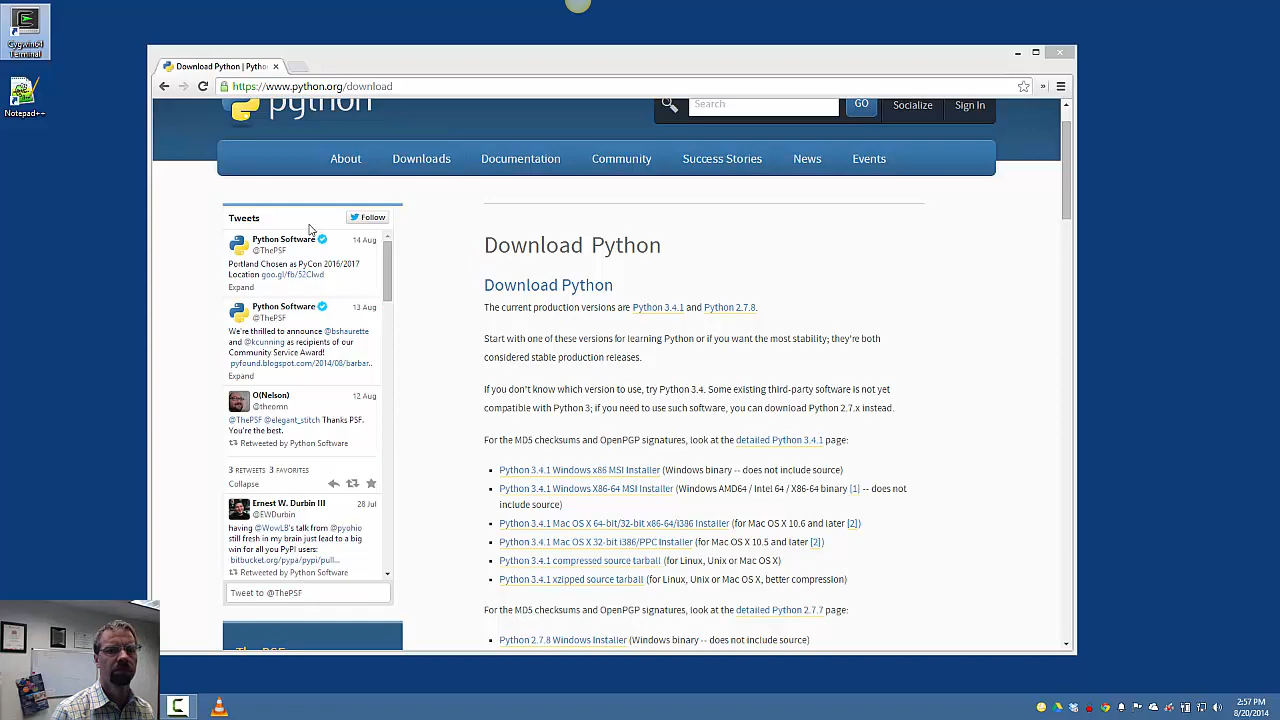 Cygwin64
Terminal
Notepad++
Download Python | Pytho
https://www.python.org/download
python
Search
GO
Socialize
Sign In
About
Downloads
Documentation
Community
Success Stories
News
Events
Tweets
Follow
Python Software
14 Aug
@ThePSF
Portland Chosen as PyCon 2016/2017
Location goo.gl/fb/52Clwd
Expand
Python Software
13 Aug
@ThePSF
We're thrilled to announce @bshaurette
and @kcunning as recipients of our
Community Service Award!
pyfound.blogspot.com/2014/08/barbar...
Expand
O(Nelson)
12 Aug
@theomn
@ThePSF @elegant_stitch Thanks PSF.
You're the best.
Retweeted by Python Software
3 RETWEETS 3 FAVORITES
Collapse
Ernest W. Durbin III
28 Jul
@EWDurbin
having @WowLB's talk from @pyohio
still fresh in my brain just lead to a big
win for all you PyPI users:
bitbucket.org/pypa/pypi/pull...
Retweeted by Python Software
Tweet to @ThePSF
The PSF
Download Python
Download Python
The current production versions are Python 3.4.1 and Python 2.7.8.
Start with one of these versions for learning Python or if you want the most stability; they're both
considered stable production releases.
If you don't know which version to use, try Python 3.4. Some existing third-party software is not yet
compatible with Python 3; if you need to use such software, you can download Python 2.7.x instead.
For the MD5 checksums and OpenPGP signatures, look at the detailed Python 3.4.1 page:
Python 3.4.1 Windows x86 MSI Installer (Windows binary -- does not include source)
Python 3.4.1 Windows X86-64 MSI Installer (Windows AMD64 / Intel 64 / X86-64 binary [1] -- does not
include source)
Python 3.4.1 Mac OS X 64-bit/32-bit x86-64/i386 Installer (for Mac OS X 10.6 and later [2])
Python 3.4.1 Mac OS X 32-bit i386/PPC Installer (for Mac OS X 10.5 and later [2])
Python 3.4.1 compressed source tarball (for Linux, Unix or Mac OS X)
Python 3.4.1 xzipped source tarball (for Linux, Unix or Mac OS X, better compression)
For the MD5 checksums and OpenPGP signatures, look at the detailed Python 2.7.7 page:
Python 2.7.8 Windows Installer (Windows binary -- does not include source)
2:57 PM
8/20/2014